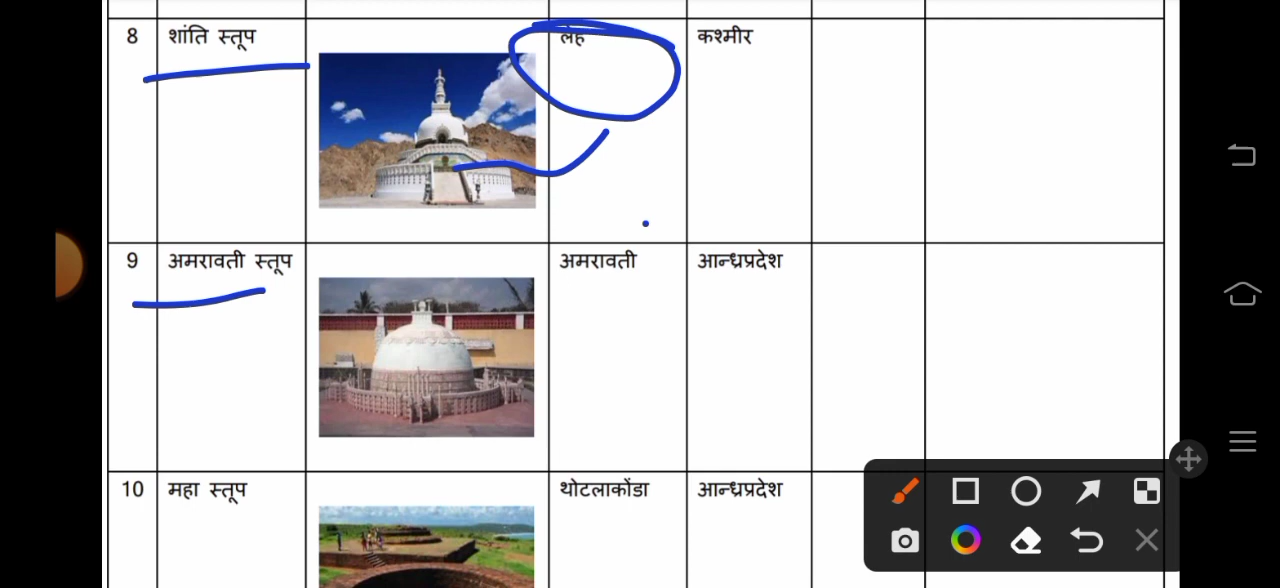 8 शांति स्तूप लेह कश्मीर
9 अमरावती स्तूप अमरावती आन्ध्रप्रदेश
10 महा स्तूप थोटलाकोंडा आन्ध्रप्रदेश